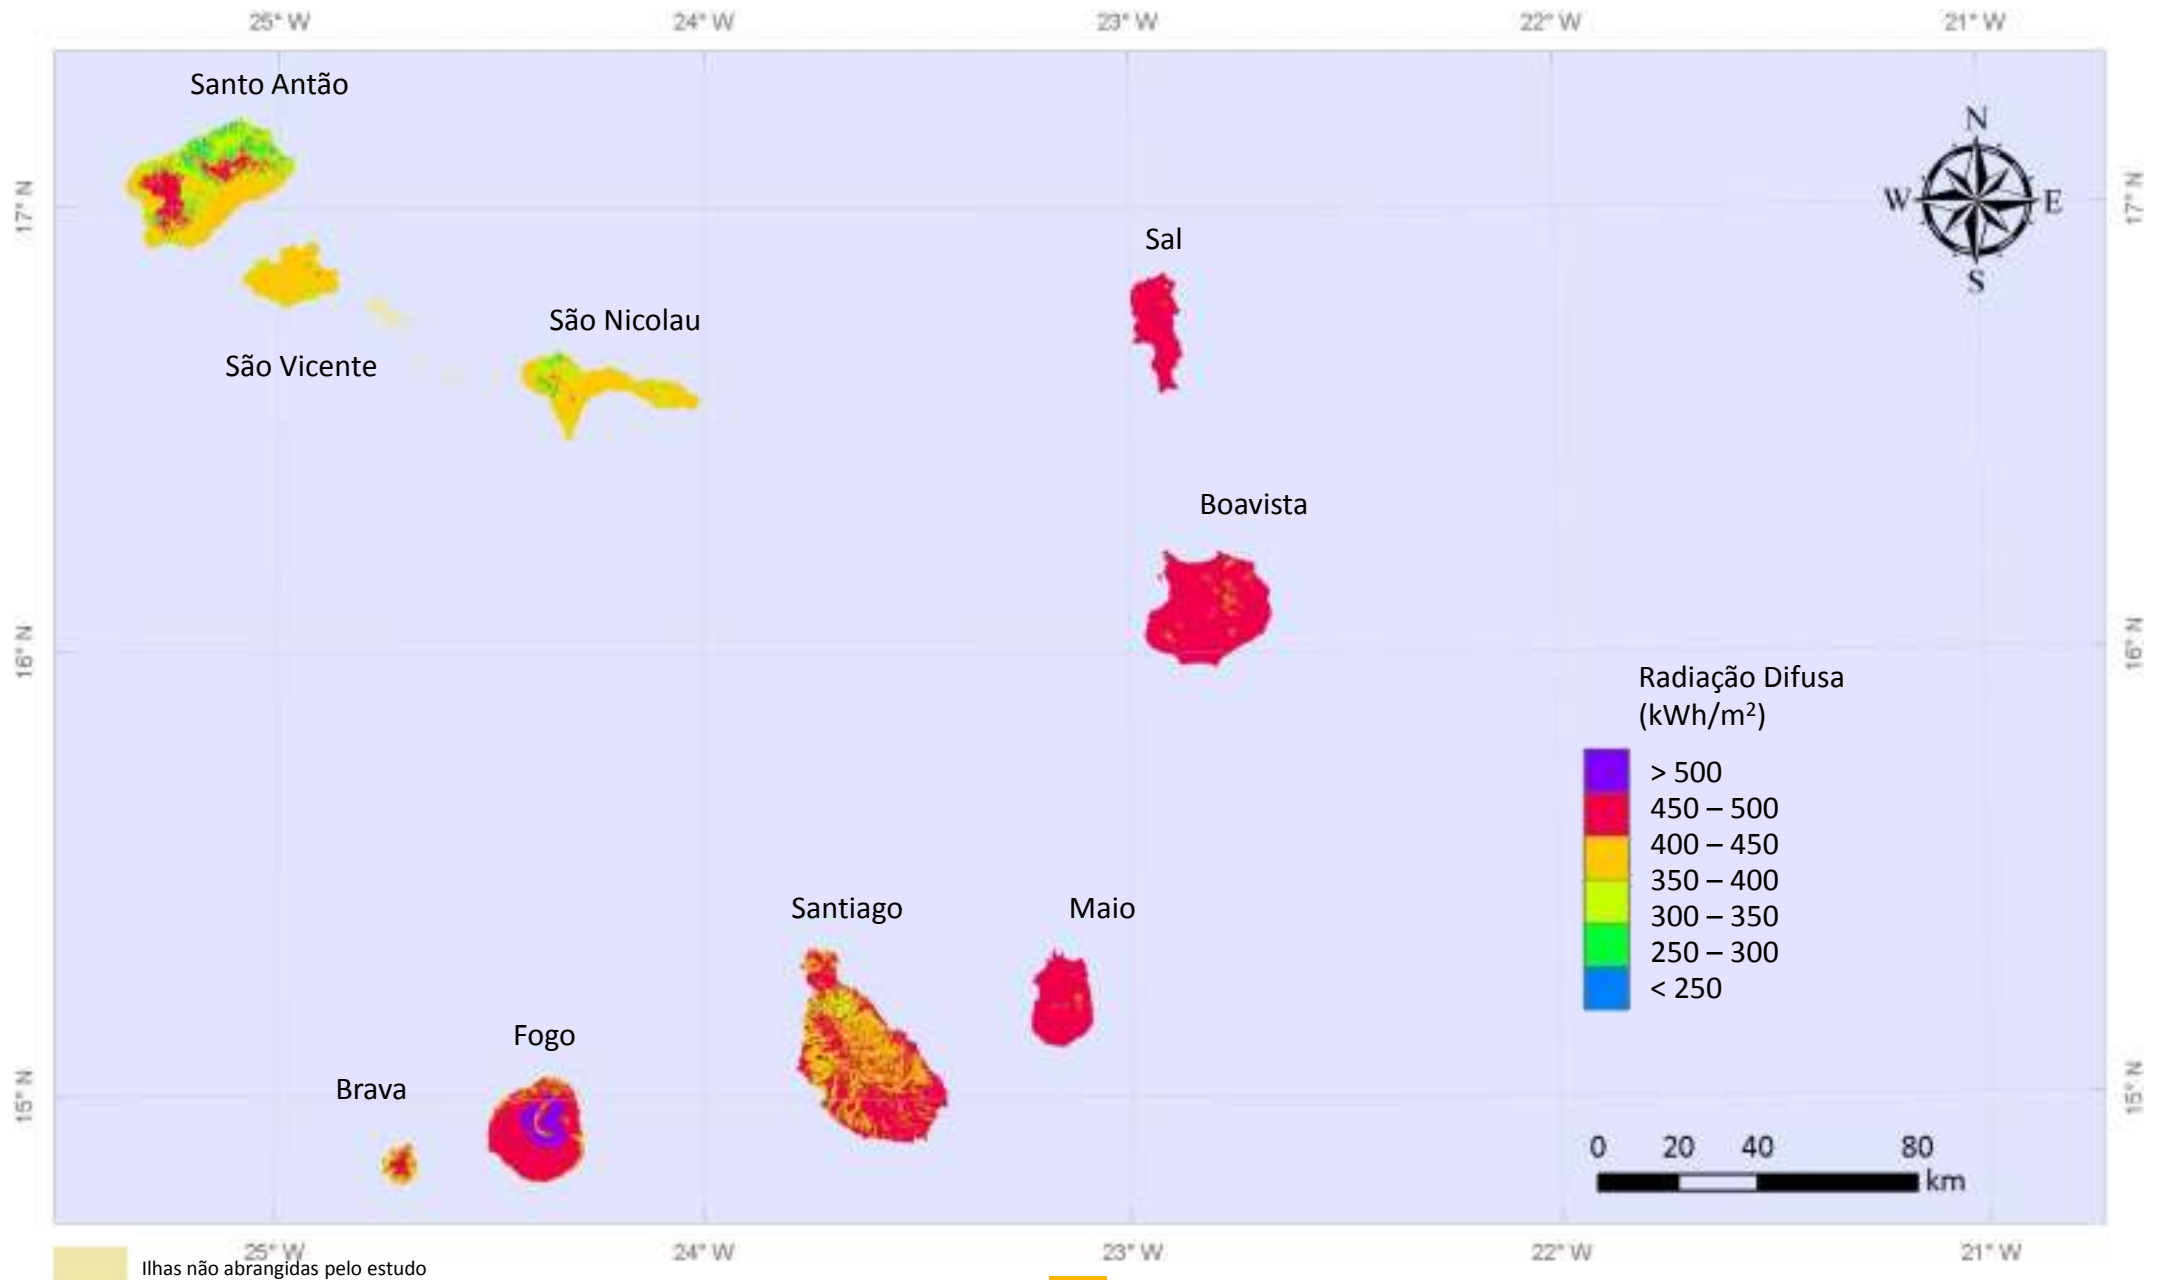 25° W 24° W 23° W 22° W 21° W
Santo Antão
N
17° N
W E
17° N
Sal
S
São Nicolau
São Vicente
Boavista
16° N
16° N
Radiação Difusa
(kWh/m²)
> 500
450 – 500
400 – 450
350 – 400
300 – 350
250 – 300
< 250
Santiago Maio
Fogo
Brava
15° N
15° N
0 20 40 80
km
25° W 24° W 23° W 22° W 21° W
Ilhas não abrangidas pelo estudo